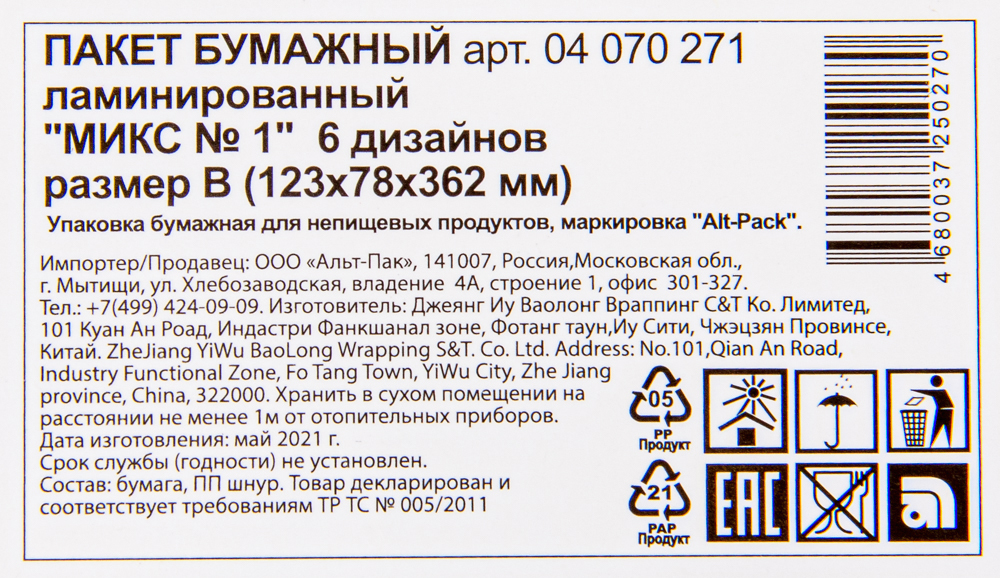 ПАКЕТ БУМАЖНЫЙ арт. 04 070 271
ламинированный
"МИКС № 1" 6 дизайнов
размер В (123х78х362 мм)
Упаковка бумажная для непищевых продуктов, маркировка "Alt-Pack".
Импортер/Продавец: ООО «Альт-Пак», 141007, Россия,Московская обл.,
г. Мытищи, ул. Хлебозаводская, владение 4А, строение 1, офис 301-327.
Тел.: +7(499) 424-09-09. Изготовитель: Джеянг Иу Ваолонг Враппинг С&Т Ко. Лимитед,
101 Куан Ан Роад, Индастри Фанкшанал зоне, Фотанг таун,Иу Сити, Чжэцзян Провинсе,
Китай. ZheJiang YiWu BaoLong Wrapping S&T. Co. Ltd. Address: No.101,Qian An Road,
Industry Functional Zone, Fo Tang Town, YiWu City, Zhe Jiang
province, China, 322000. Хранить в сухом помещении на
расстоянии не менее 1м от отопительных приборов.
Дата изготовления: май 2021 г.
Срок службы (годности) не установлен.
Состав: бумага, ПП шнур. Товар декларирован и
соответствует требованиям ТР ТС № 005/2011
4 680037 250270
05
PP
Продукт
21
PAP
Продукт
EAC